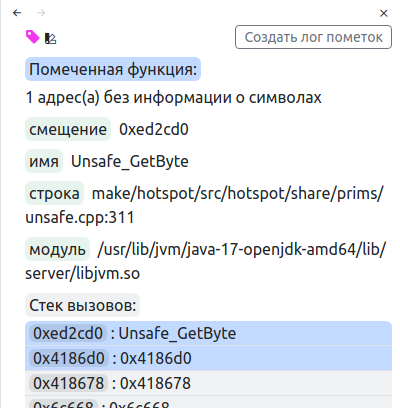 Создать лог пометок
Помеченная функция:
1 адрес(а) без информации о символах
смещение 0xed2cd0
имя Unsafe_GetByte
строка make/hotspot/src/hotspot/share/prims/
unsafe.cpp:311
модуль /usr/lib/jvm/java-17-openjdk-amd64/lib/
server/libjvm.so
Стек вызовов:
0xed2cd0 : Unsafe_GetByte
0x4186d0 : 0x4186d0
0x418678 : 0x418678
0x6c668 : 0x6c668